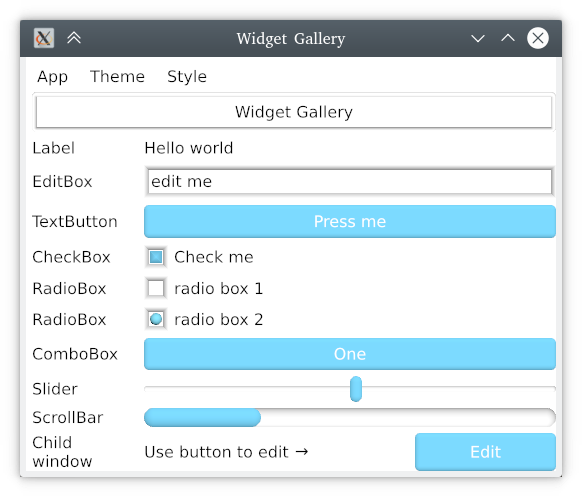 Widget Gallery
App Theme Style
Widget Gallery
Label Hello world
EditBox edit me
TextButton Press me
CheckBox Check me
RadioBox radio box 1
RadioBox radio box 2
ComboBox One
Slider
ScrollBar
Child
window
Use button to edit → Edit